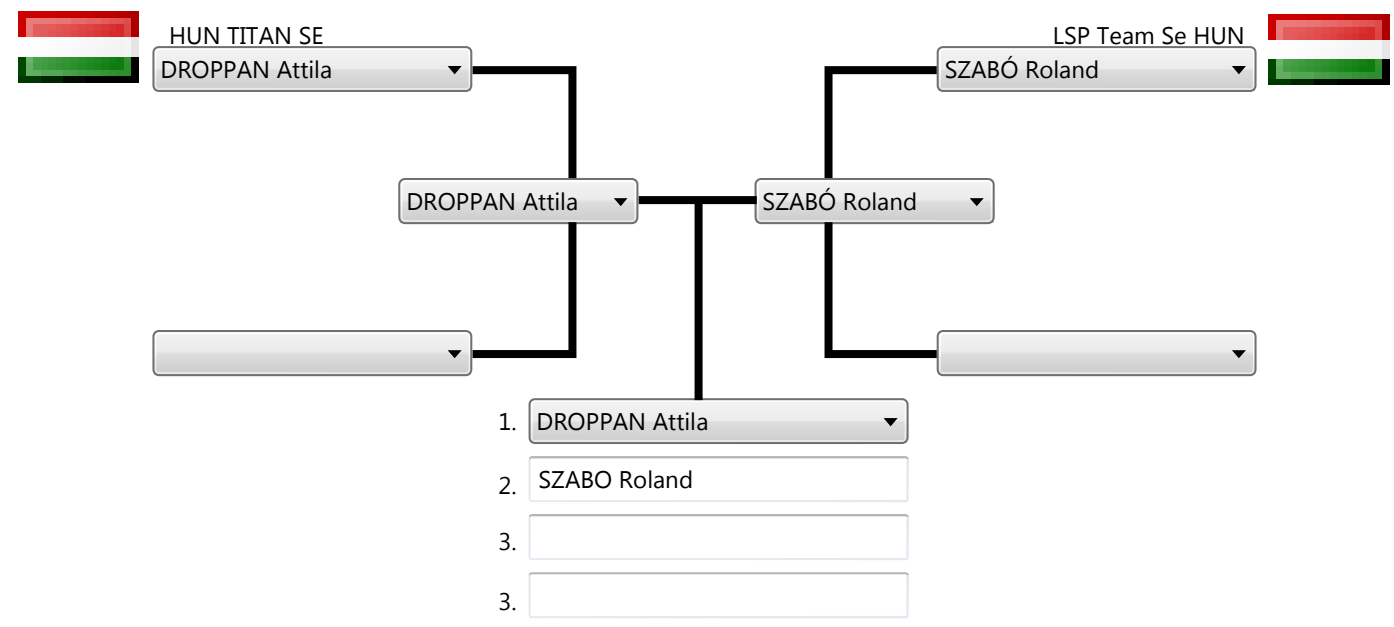 HUN TITAN SE
LSP Team Se HUN
DROPPAN Attila
SZABÓ Roland
DROPPAN Attila
SZABÓ Roland
1. DROPPAN Attila
2. SZABO Roland
3.
3.